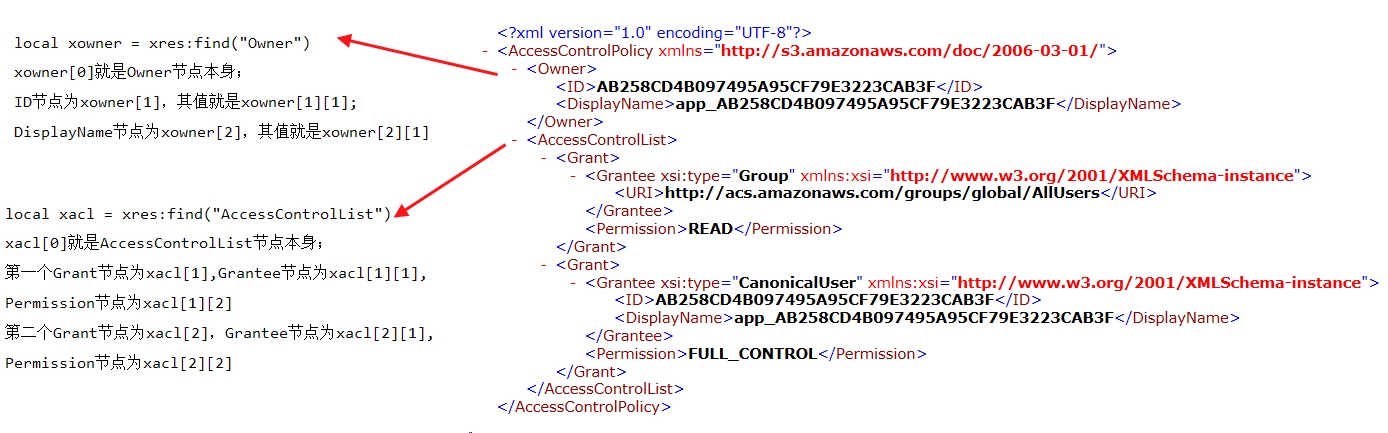 local xowner = xres:find("Owner")
xowner[0]就是Owner节点本身;
ID节点为xowner[1]，其值就是xowner[1][1];
DisplayName节点为xowner[2]，其值就是xowner[2][1]
local xacl = xres:find("AccessControlList")
xacl[0]就是AccessControlList节点本身;
第一个Grant节点为xacl[1],Grantee节点为xacl[1][1],
Permission节点为xacl[1][2]
第二个Grant节点为xacl[2]，Grantee节点为xacl[2][1],
Permission节点为xacl[2][2]
<?xml version="1.0" encoding="UTF-8"?>
- <AccessControlPolicy xmlns="http://s3.amazonaws.com/doc/2006-03-01/">
- <Owner>
<ID>AB258CD4B097495A95CF79E3223CAB3F</ID>
<DisplayName>app_AB258CD4B097495A95CF79E3223CAB3F</DisplayName>
</Owner>
- <AccessControlList>
- <Grant>
- <Grantee xsi:type="Group" xmlns:xsi="http://www.w3.org/2001/XMLSchema-instance">
<URI>http://acs.amazonaws.com/groups/global/AllUsers</URI>
</Grantee>
<Permission>READ</Permission>
</Grant>
- <Grant>
- <Grantee xsi:type="CanonicalUser" xmlns:xsi="http://www.w3.org/2001/XMLSchema-instance">
<ID>AB258CD4B097495A95CF79E3223CAB3F</ID>
<DisplayName>app_AB258CD4B097495A95CF79E3223CAB3F</DisplayName>
</Grantee>
<Permission>FULL_CONTROL</Permission>
</Grant>
</AccessControlList>
</AccessControlPolicy>